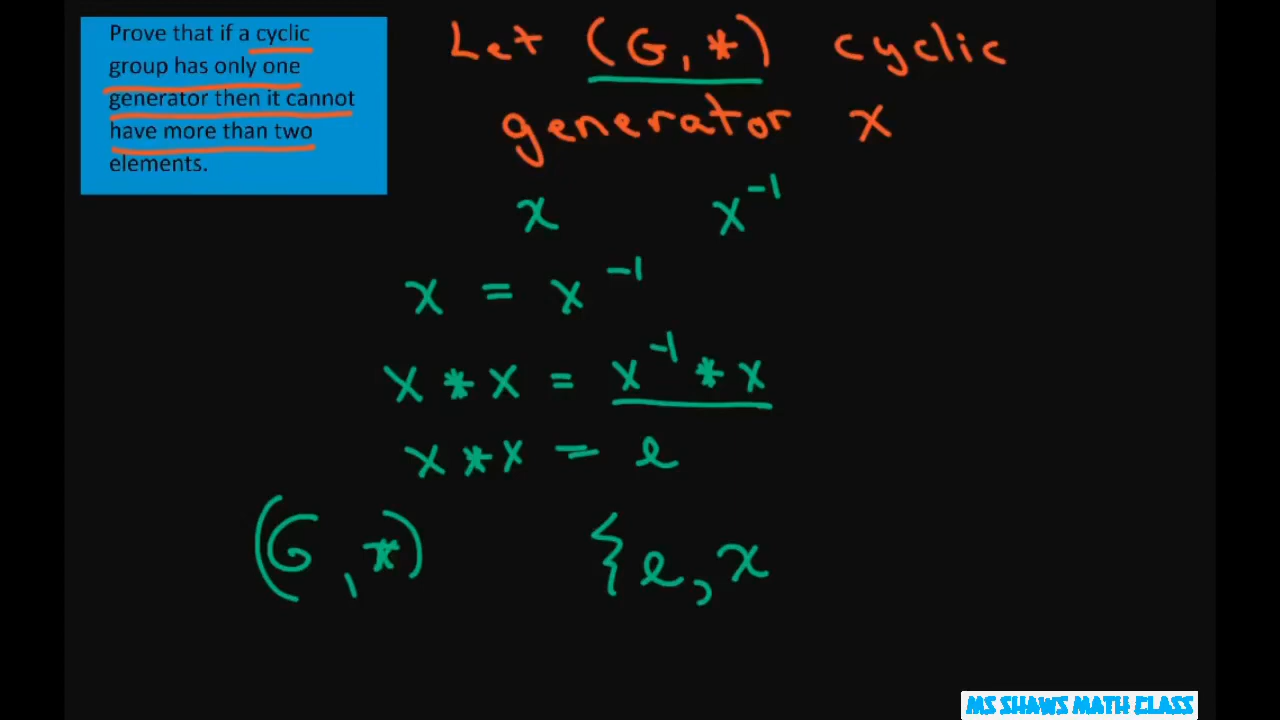 Prove that if a cyclic
group has only one
generator then it cannot
have more than two
elements.
Let (G, *) cyclic
generator x
x x⁻¹
x = x⁻¹
x * x = x⁻¹ * x
x * x = e
(G, *) {e, x
MS SHAWS MATH CLASS